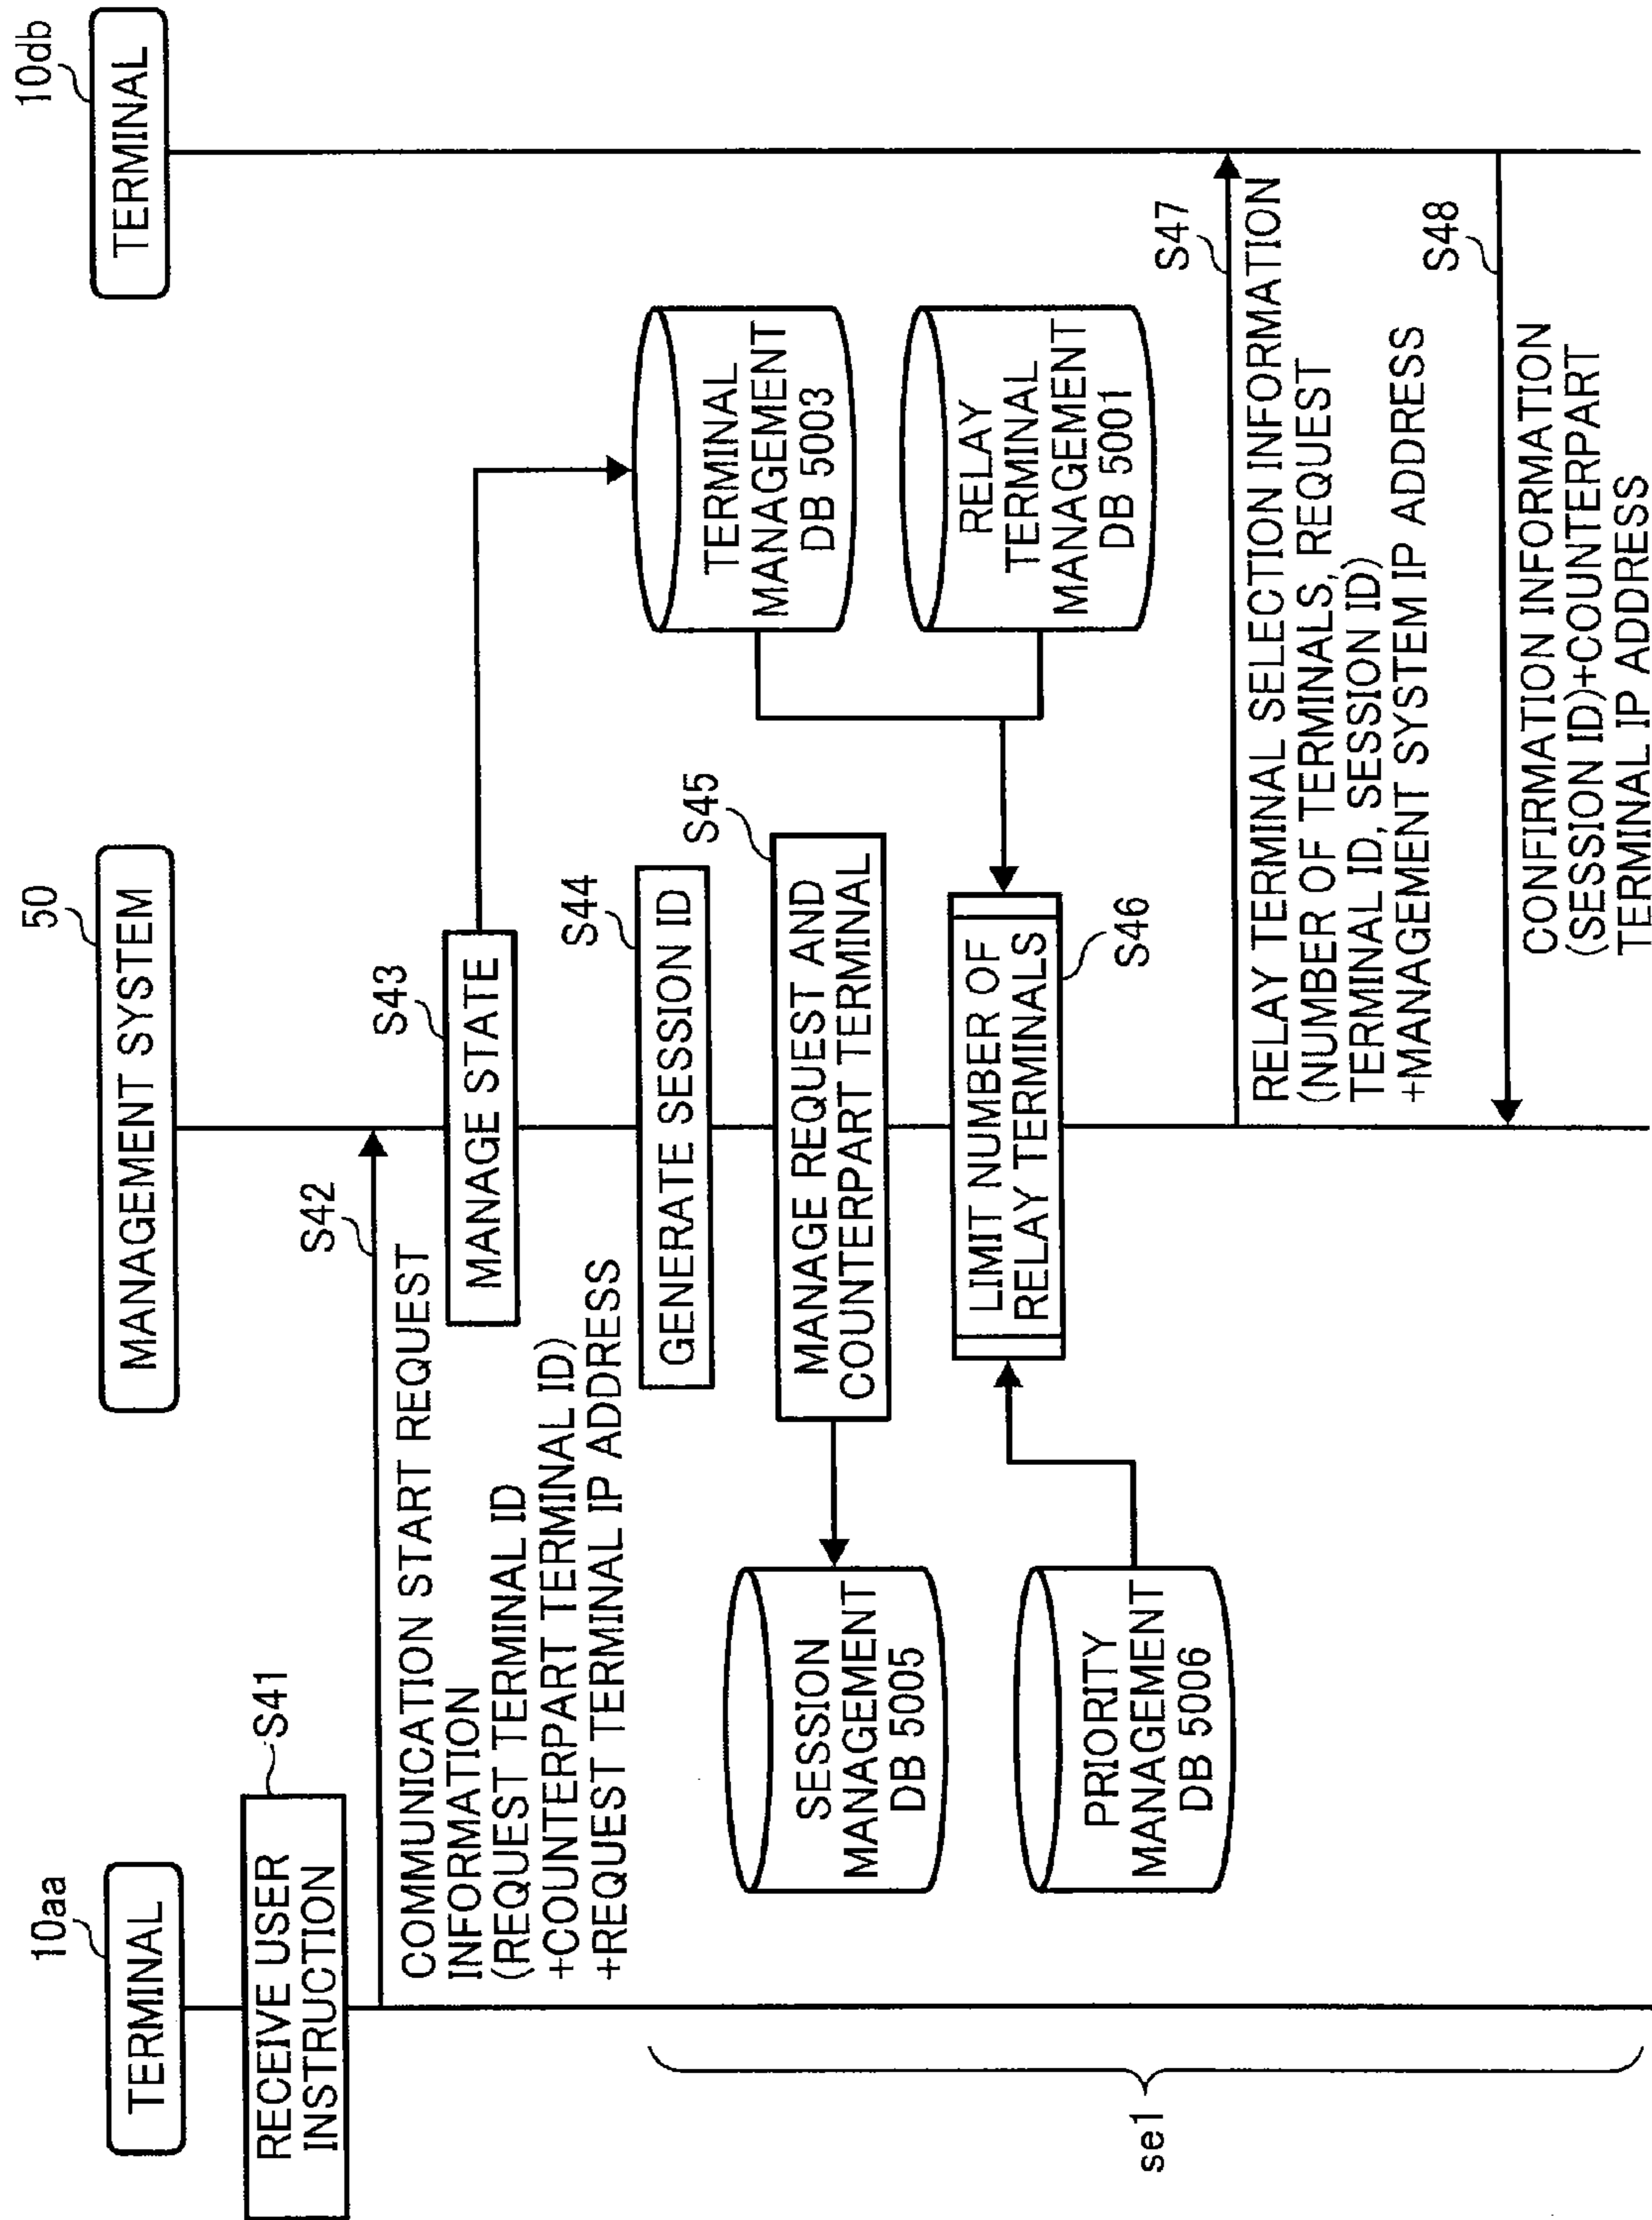 10aa
TERMINAL
50
MANAGEMENT SYSTEM
10db
TERMINAL
RECEIVE USER
INSTRUCTION
S41
S42
COMMUNICATION START REQUEST
INFORMATION
(REQUEST TERMINAL ID
+COUNTERPART TERMINAL ID)
+REQUEST TERMINAL IP ADDRESS
S43
MANAGE STATE
S44
GENERATE SESSION ID
TERMINAL
MANAGEMENT
DB 5003
S45
MANAGE REQUEST AND
COUNTERPART TERMINAL
SESSION
MANAGEMENT
DB 5005
RELAY
TERMINAL
MANAGEMENT
DB 5001
LIMIT NUMBER OF
RELAY TERMINALS
S46
PRIORITY
MANAGEMENT
DB 5006
se1
S47
RELAY TERMINAL SELECTION INFORMATION
(NUMBER OF TERMINALS, REQUEST
TERMINAL ID, SESSION ID)
+MANAGEMENT SYSTEM IP ADDRESS
S48
CONFIRMATION INFORMATION
(SESSION ID)+COUNTERPART
TERMINAL IP ADDRESS